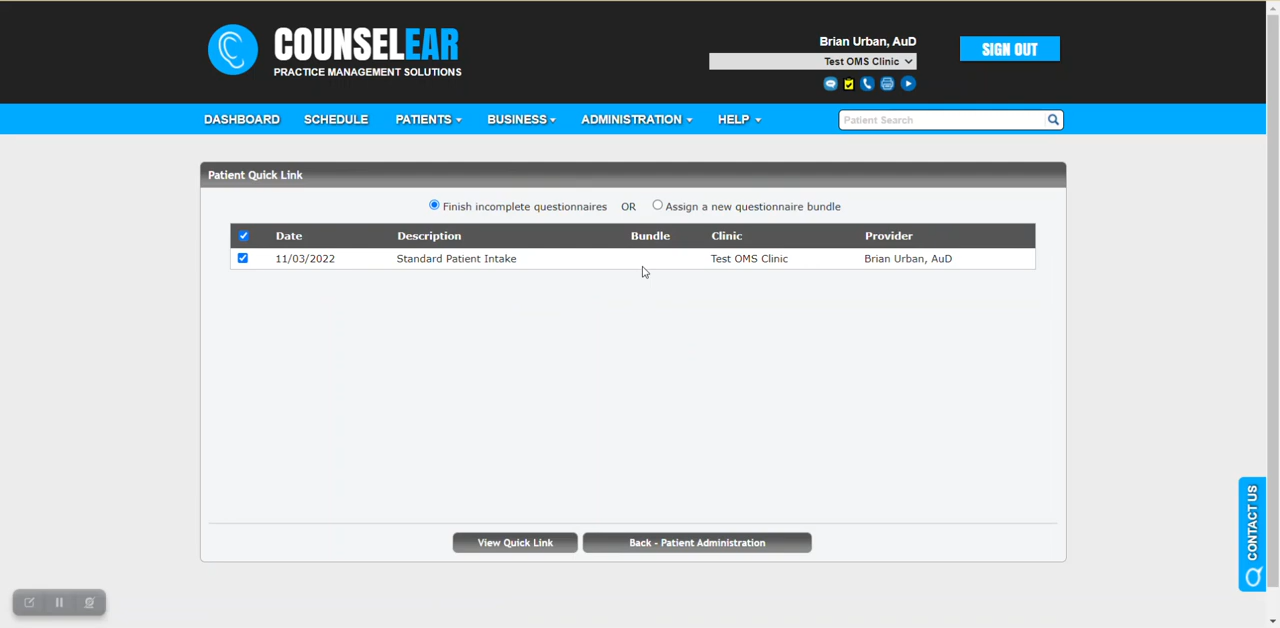 COUNSELEAR
PRACTICE MANAGEMENT SOLUTIONS
Brian Urban, AuD
Test OMS Clinic
SIGN OUT
DASHBOARD SCHEDULE PATIENTS BUSINESS ADMINISTRATION HELP Patient Search
Patient Quick Link
Finish incomplete questionnaires OR Assign a new questionnaire bundle
Date Description Bundle Clinic Provider
11/03/2022 Standard Patient Intake Test OMS Clinic Brian Urban, AuD
View Quick Link Back - Patient Administration
CONTACT US